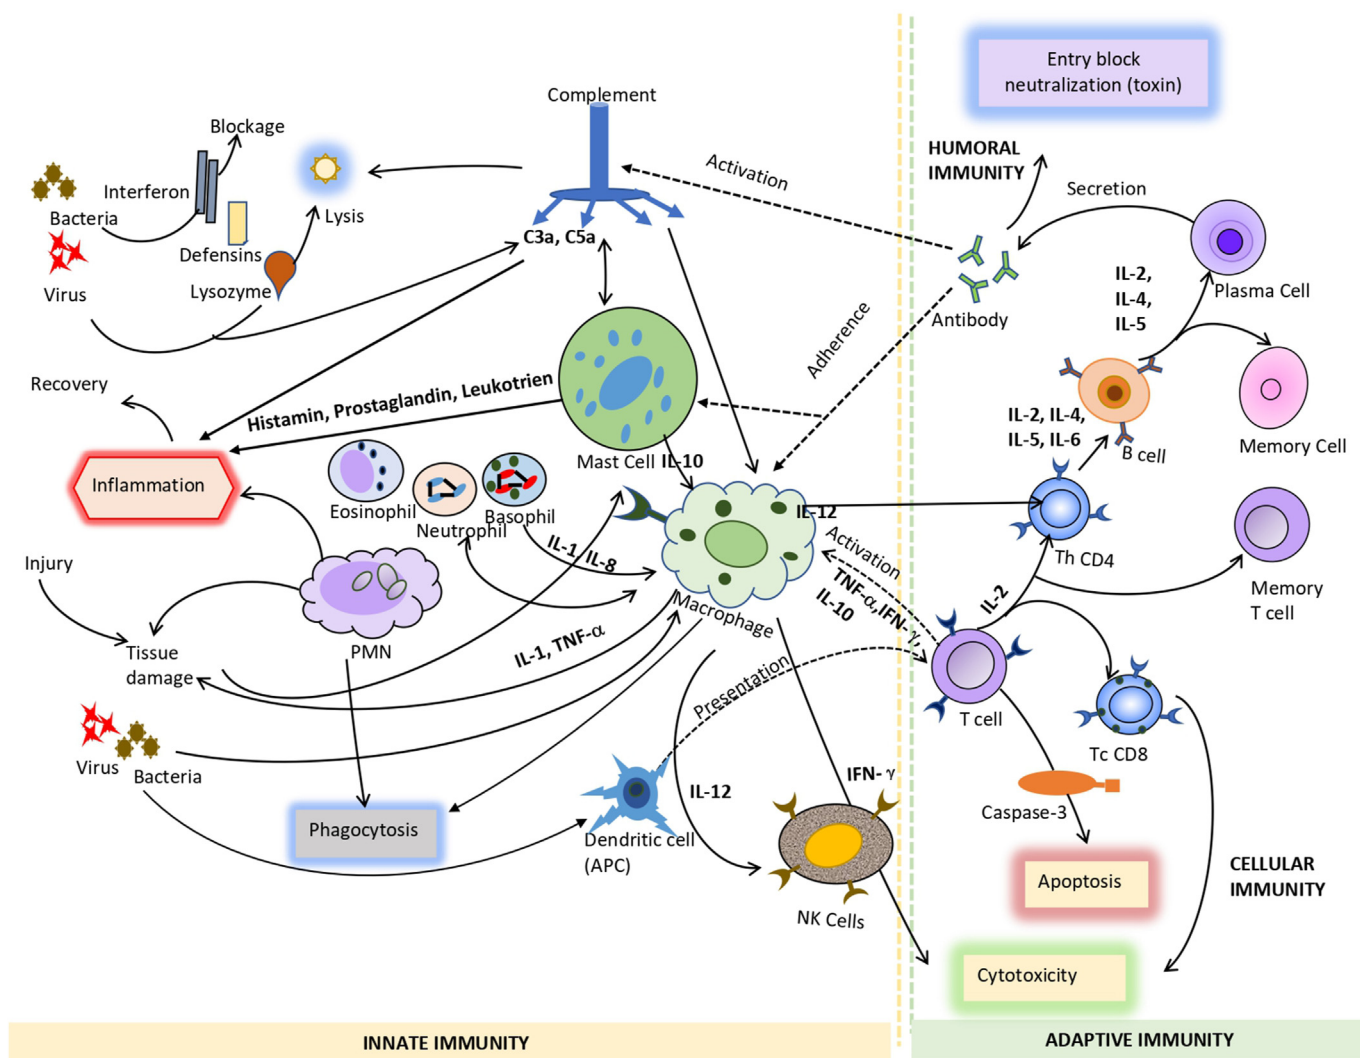 Entry block
neutralization (toxin)
Complement
Blockage
HUMORAL
IMMUNITY
Activation
Secretion
Interferon
Bacteria
Lysis
C3a, C5a
Defensins
Lysozyme
Virus
Antibody
IL-2,
IL-4,
IL-5
Plasma Cell
Adherence
Recovery
Histamin, Prostaglandin, Leukotrien
IL-2, IL-4,
IL-5, IL-6
B cell
Memory Cell
Mast Cell
IL-10
Inflammation
Eosinophil
Neutrophil
Basophil
IL-12
IL-1, IL-8
Activation
TNF-α, IFN-γ,
IL-10
Th CD4
Injury
Memory
T cell
IL-2
Macrophage
IL-1, TNF-α
PMN
Tissue
damage
Presentation
T cell
Tc CD8
Virus
Bacteria
IL-12
IFN- γ
Caspase-3
Phagocytosis
Dendritic cell
(APC)
NK Cells
Apoptosis
CELLULAR
IMMUNITY
Cytotoxicity
INNATE IMMUNITY
ADAPTIVE IMMUNITY